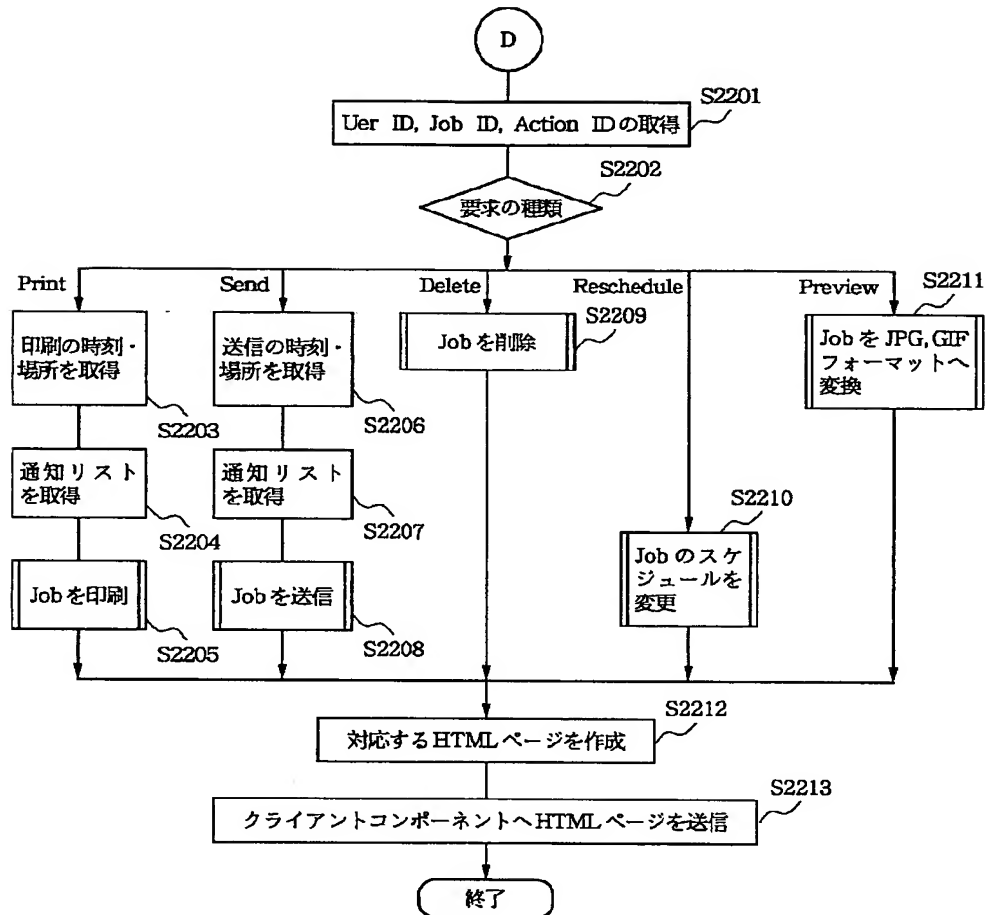 D
S2201
Uer ID, Job ID, Action IDの取得
S2202
要求の種類
Print
Send
Delete
Reschedule
Preview
S2211
印刷の時刻・
場所を取得
S2203
送信の時刻・
場所を取得
S2206
Jobを削除
S2209
JobをJPG,GIF
フォーマットへ
変換
通知リスト
を取得
S2204
通知リスト
を取得
S2207
S2210
Jobのスケ
ジュールを
変更
Jobを印刷
S2205
Jobを送信
S2208
S2212
対応するHTMLページを作成
S2213
クライアントコンポーネントへHTMLページを送信
終了